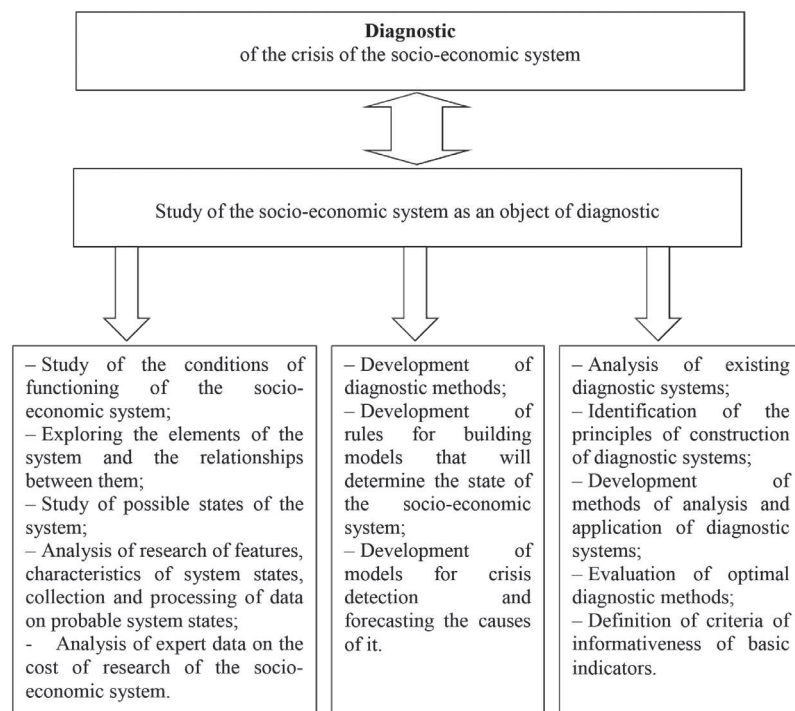 Diagnostic
of the crisis of the socio-economic system
Study of the socio-economic system as an object of diagnostic
– Study of the conditions of
functioning of the socio-
economic system;
– Exploring the elements of the
system and the relationships
between them;
– Study of possible states of the
system;
– Analysis of research of features,
characteristics of system states,
collection and processing of data
on probable system states;
- Analysis of expert data on the
cost of research of the socio-
economic system.
– Development of
diagnostic methods;
– Development of
rules for building
models that will
determine the state of
the socio-economic
system;
– Development of
models for crisis
detection and
forecasting the causes
of it.
– Analysis of existing
diagnostic systems;
– Identification of the
principles of construction
of diagnostic systems;
– Development of
methods of analysis and
application of diagnostic
systems;
– Evaluation of optimal
diagnostic methods;
– Definition of criteria of
informativeness of basic
indicators.